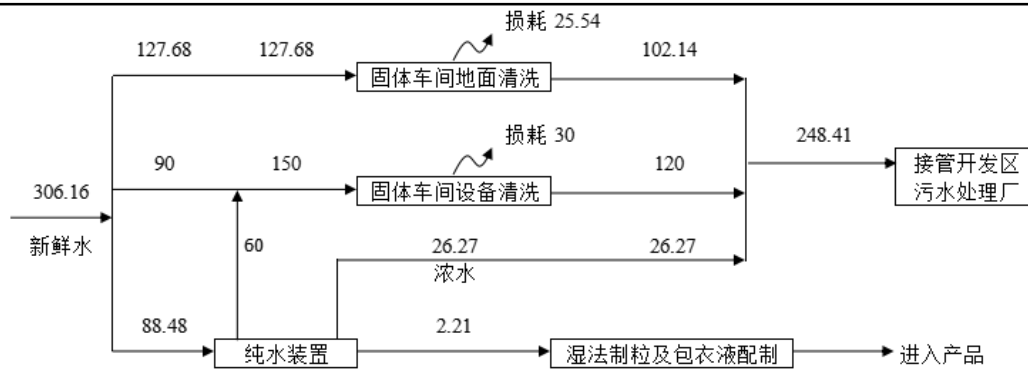 损耗 25.54
127.68
127.68
102.14
固体车间地面清洗
损耗 30
248.41
90
150
120
接管开发区
污水处理厂
固体车间设备清洗
306.16
新鲜水
60
26.27
26.27
浓水
88.48
2.21
纯水装置
湿法制粒及包衣液配制
进入产品